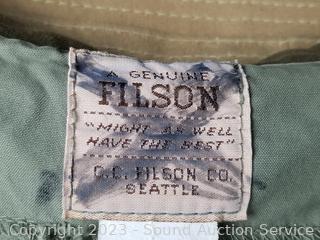 A GENUINE
FILSON
"MIGHT AS WELL
HAVE THE BEST"
C.C. FILSON CO.
SEATTLE
Copyright 2023 - Sound Auction Service